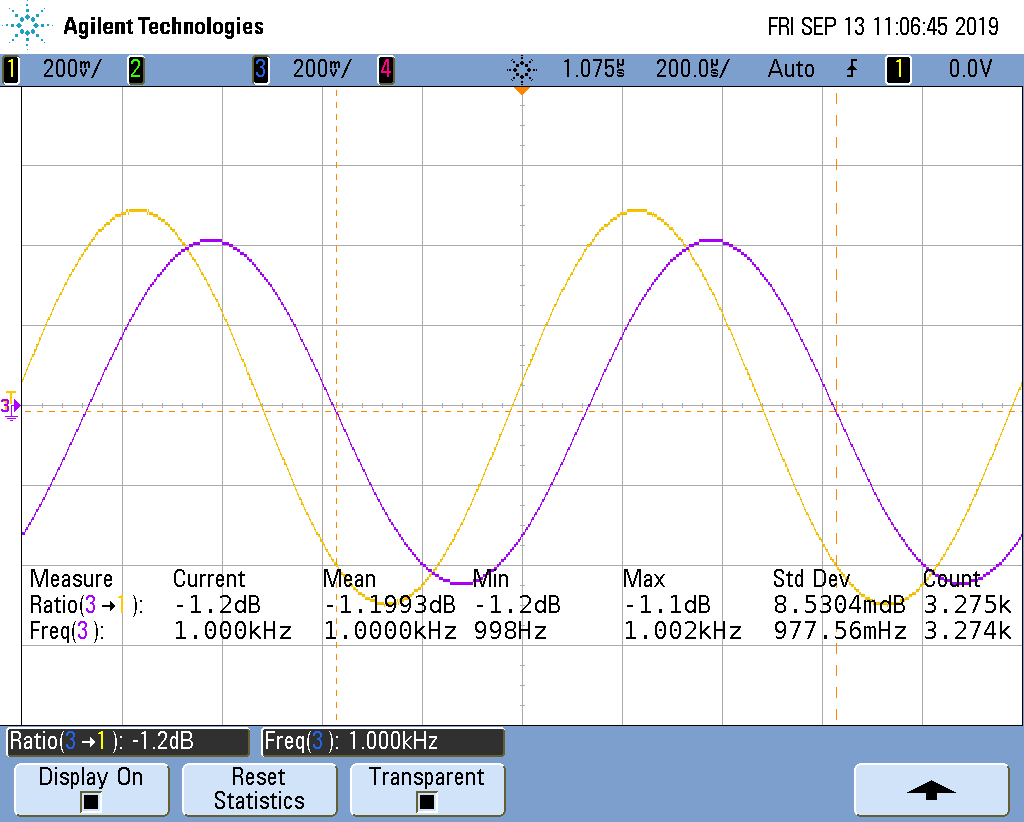 Agilent Technologies FRI SEP 13 11:06:45 2019
1 200mV/ 2 3 200mV/ 4 1.075ms 200.0us/ Auto 1 0.0V
3
Measure Current Mean Min Max Std Dev Count
Ratio(3→1): -1.2dB -1.1993dB -1.2dB -1.1dB 8.5304mdB 3.275k
Freq(3): 1.000kHz 1.0000kHz 998Hz 1.002kHz 977.56mHz 3.274k
Ratio(3→1): -1.2dB Freq(3): 1.000kHz
Display On Reset Statistics Transparent